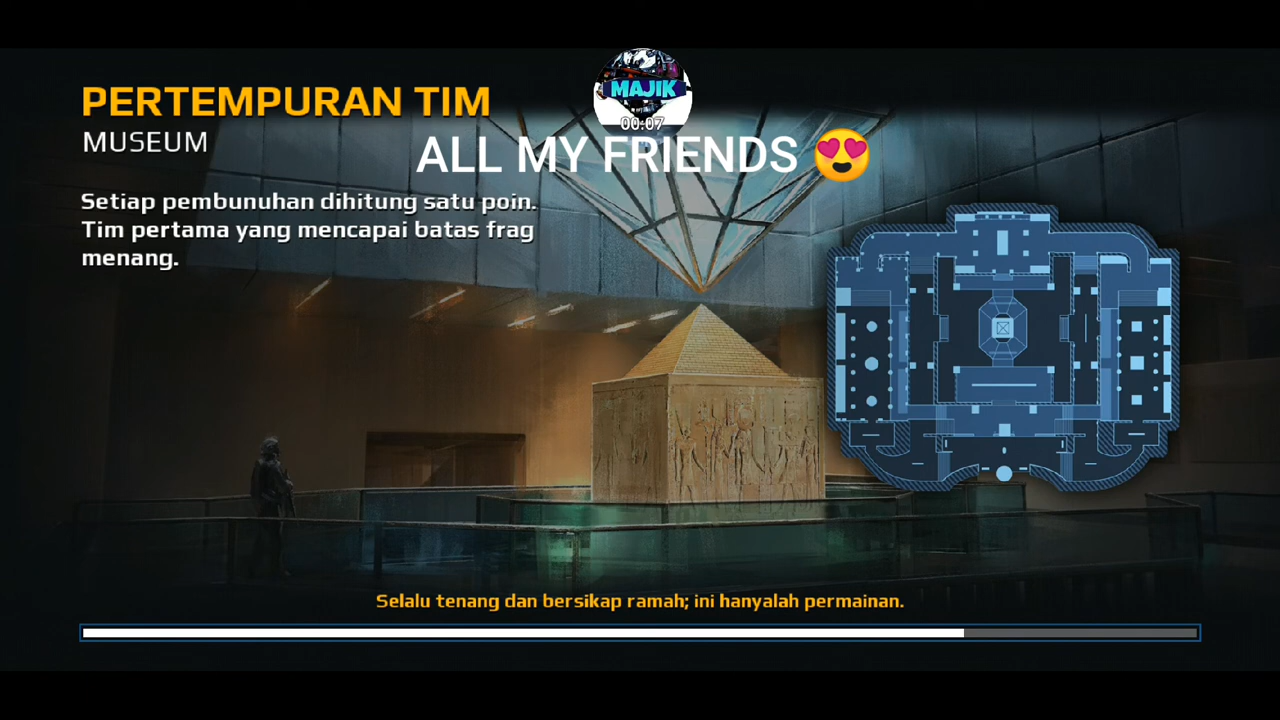 PERTEMPURAN TIM
MUSEUM
MAJIK
00:07
ALL MY FRIENDS 😍
Setiap pembunuhan dihitung satu poin.
Tim pertama yang mencapai batas frag
menang.
Selalu tenang dan bersikap ramah; ini hanyalah permainan.